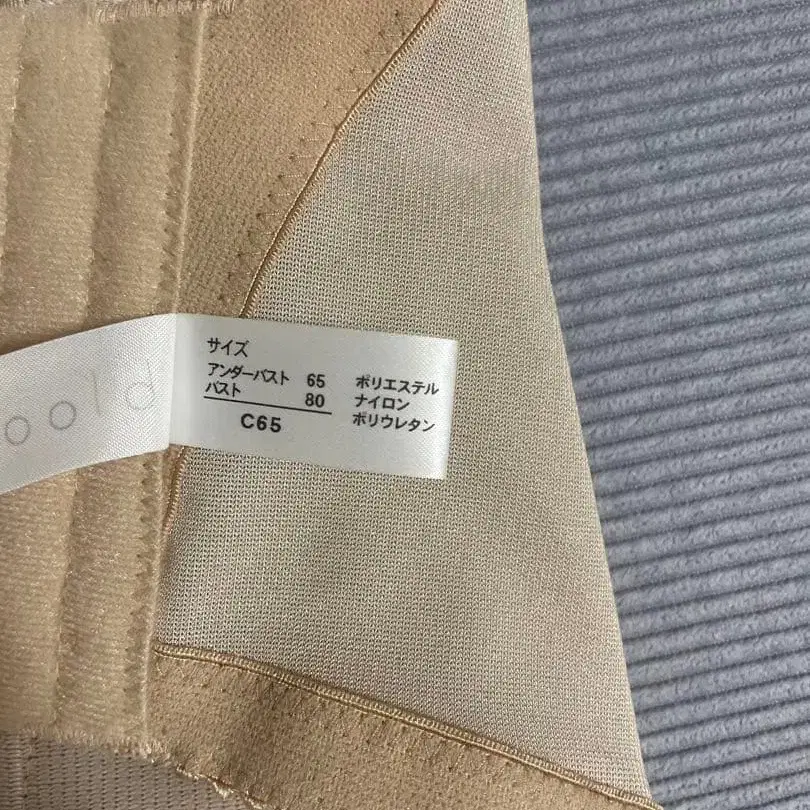 サイズ
アンダーバスト 65
バスト 80
C65
ポリエステル
ナイロン
ポリウレタン